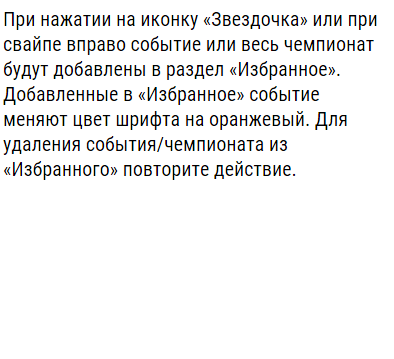 При нажатии на иконку «Звездочка» или при
свайпе вправо событие или весь чемпионат
будут добавлены в раздел «Избранное».
Добавленные в «Избранное» событие
меняют цвет шрифта на оранжевый. Для
удаления события/чемпионата из
«Избранного» повторите действие.